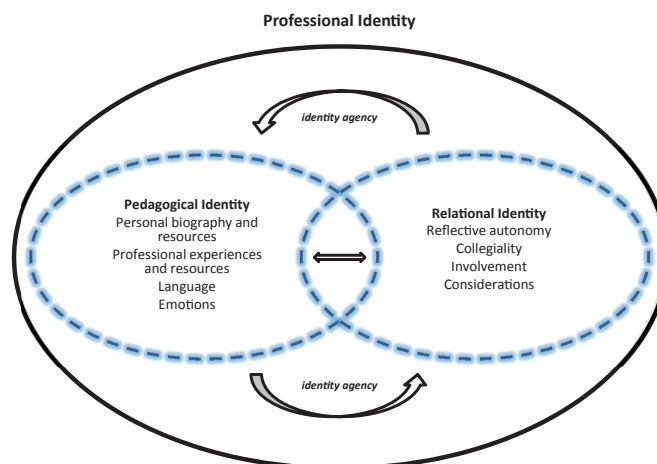 Professional Identity
identity agency
Pedagogical Identity
Personal biography and
resources
Professional experiences
and resources
Language
Emotions
Relational Identity
Reflective autonomy
Collegiality
Involvement
Considerations
identity agency